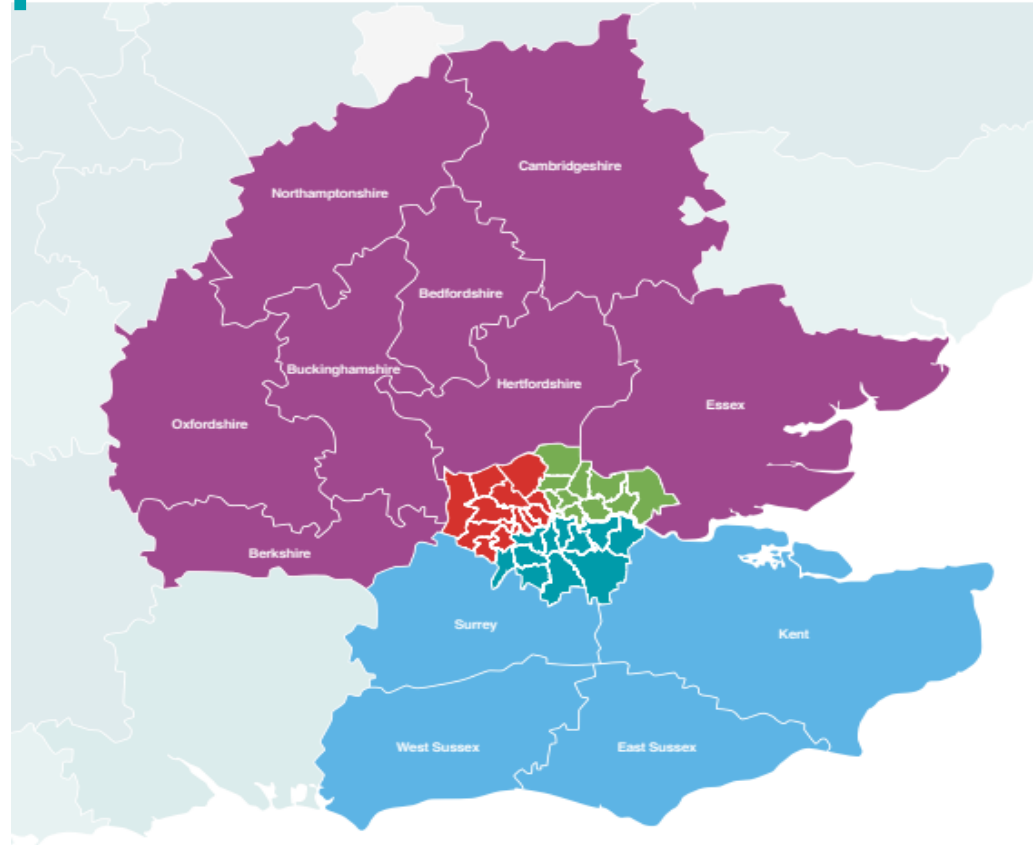 Cambridgeshire
Northamptonshire
Bedfordshire
Buckinghamshire
Hertfordshire
Essex
Oxfordshire
Berkshire
Surrey
Kent
West Sussex
East Sussex